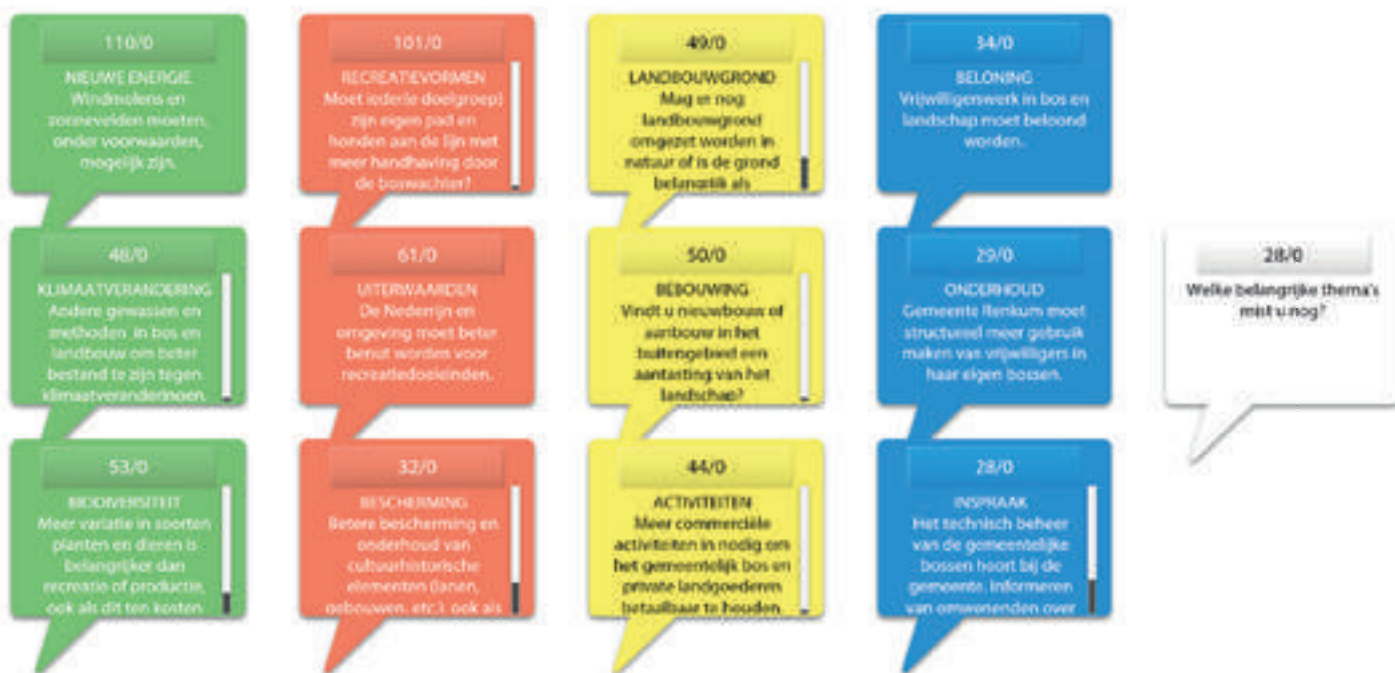 110/0
NIEUWE ENERGIE
Windmolens en
zonnevelden moeten,
onder voorwaarden,
mogelijk zijn.
101/0
RECREATIEVORMEN
Moet ieder(e doelgroep)
zijn eigen pad en
honden aan de lijn met
meer handhaving door
de boswachter?
49/0
LANDBOUWGROND
Mag er nog
landbouwgrond
omgezet worden in
natuur of is de grond
belangrijk als
34/0
BELONING
Vrijwilligerswerk in bos en
landschap moet beloond
worden.
48/0
KLIMAATVERANDERING
Andere gewassen en
methoden in bos en
landbouw om beter
bestand te zijn tegen
klimaatveranderingen.
61/0
UITERWAARDEN
De Nederrijn en
omgeving moet beter
benut worden voor
recreatiedoeleinden.
50/0
BEBOUWING
Vindt u nieuwbouw of
aanbouw in het
buitengebied een
aantasting van het
landschap?
29/0
ONDERHOUD
Gemeente Renkum moet
structureel meer gebruik
maken van vrijwilligers in
haar eigen bossen.
28/0
Welke belangrijke thema's
mist u nog?
53/0
BIODIVERSITEIT
Meer variatie in soorten
planten en dieren is
belangrijker dan
recreatie of productie,
ook als dit ten kosten
32/0
BESCHERMING
Betere bescherming en
onderhoud van
cultuurhistorische
elementen (lanen,
gebouwen, etc.), ook als
44/0
ACTIVITEITEN
Meer commerciële
activiteiten in nodig om
het gemeentelijk bos en
private landgoederen
betaalbaar te houden.
28/0
INSPRAAK
Het technisch beheer
van de gemeentelijke
bossen hoort bij de
gemeente. Informeren
van omwonenden over